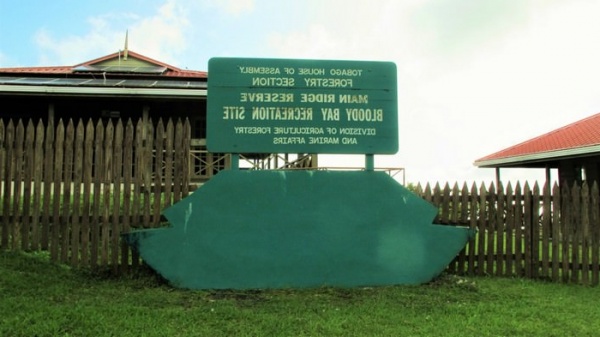 TOBAGO HOUSE OF ASSEMBLY
FORESTRY SECTION
MAIN RIDGE RESERVE
BLOODY BAY RECREATION SITE
DIVISION OF AGRICULTURE FORESTRY
AND MARINE AFFAIRS